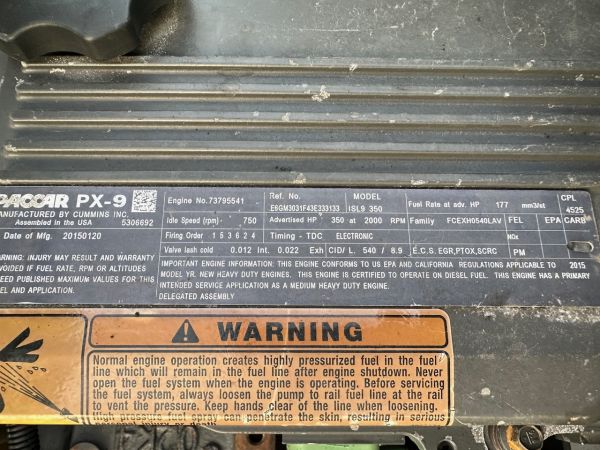 PACCAR PX-9
MANUFACTURED BY CUMMINS INC.
Assembled in the USA 5306692
Date of Mfg. 20150120
WARNING: INJURY MAY RESULT AND WARRANTY
VOIDED IF FUEL RATE, RPM OR ALTITUDES
EXCEED PUBLISHED MAXIMUM VALUES FOR THIS
MODEL AND APPLICATION.
Engine No. 73795541
Idle Speed (rpm) 750
Firing Order 1 5 3 6 2 4
Valve lash cold 0.012 Int. 0.022 Exh
Ref. No. MODEL
E6GM3031F43E333133 ISL9 350
Advertised HP 350 at 2000 RPM
Timing - TDC ELECTRONIC
CID/L. 540 / 8.9
Fuel Rate at adv. HP 177 mm3/st
Family FCEXH0540LAV
E.C.S. EGR,PTOX,SCRC
CPL
4525
FEL EPA CARB
NOx
PM
IMPORTANT ENGINE INFORMATION: THIS ENGINE CONFORMS TO US EPA AND CALIFORNIA REGULATIONS APPLICABLE TO 2015
MODEL YR. NEW HEAVY DUTY ENGINES. THIS ENGINE IS CERTIFIED TO OPERATE ON DIESEL FUEL. THIS ENGINE HAS A PRIMARY
INTENDED SERVICE APPLICATION AS A MEDIUM HEAVY DUTY ENGINE.
DELEGATED ASSEMBLY
WARNING
Normal engine operation creates highly pressurized fuel in the fuel
line which will remain in the fuel line after engine shutdown. Never
open the fuel system when the engine is operating. Before servicing
the fuel system, always loosen the pump to rail fuel line at the rail
to vent the pressure. Keep hands clear of the line when loosening.
High pressure fuel spray can penetrate the skin, resulting in serious
personal injury or death.